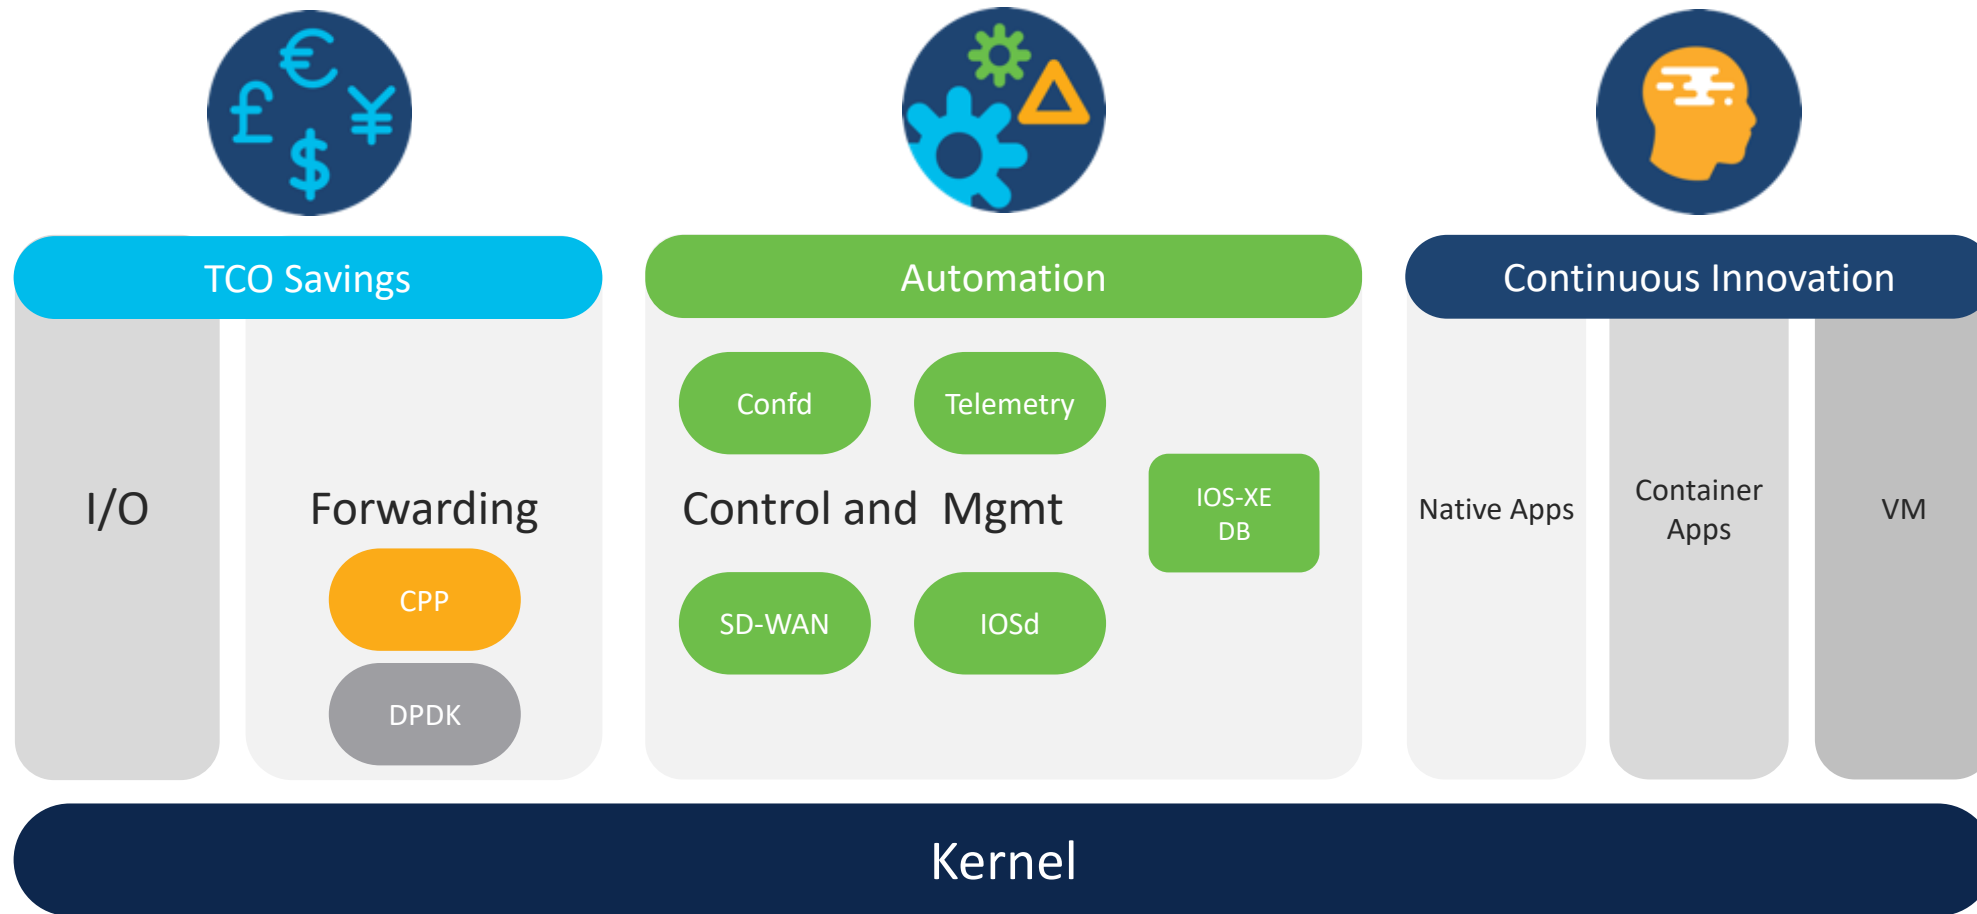 €
£
¥
$
TCO Savings
Automation
Continuous Innovation
Confd
Telemetry
I/O
Forwarding
Control and Mgmt
IOS-XE
DB
Native Apps
Container
Apps
VM
CPP
SD-WAN
IOSd
DPDK
Kernel